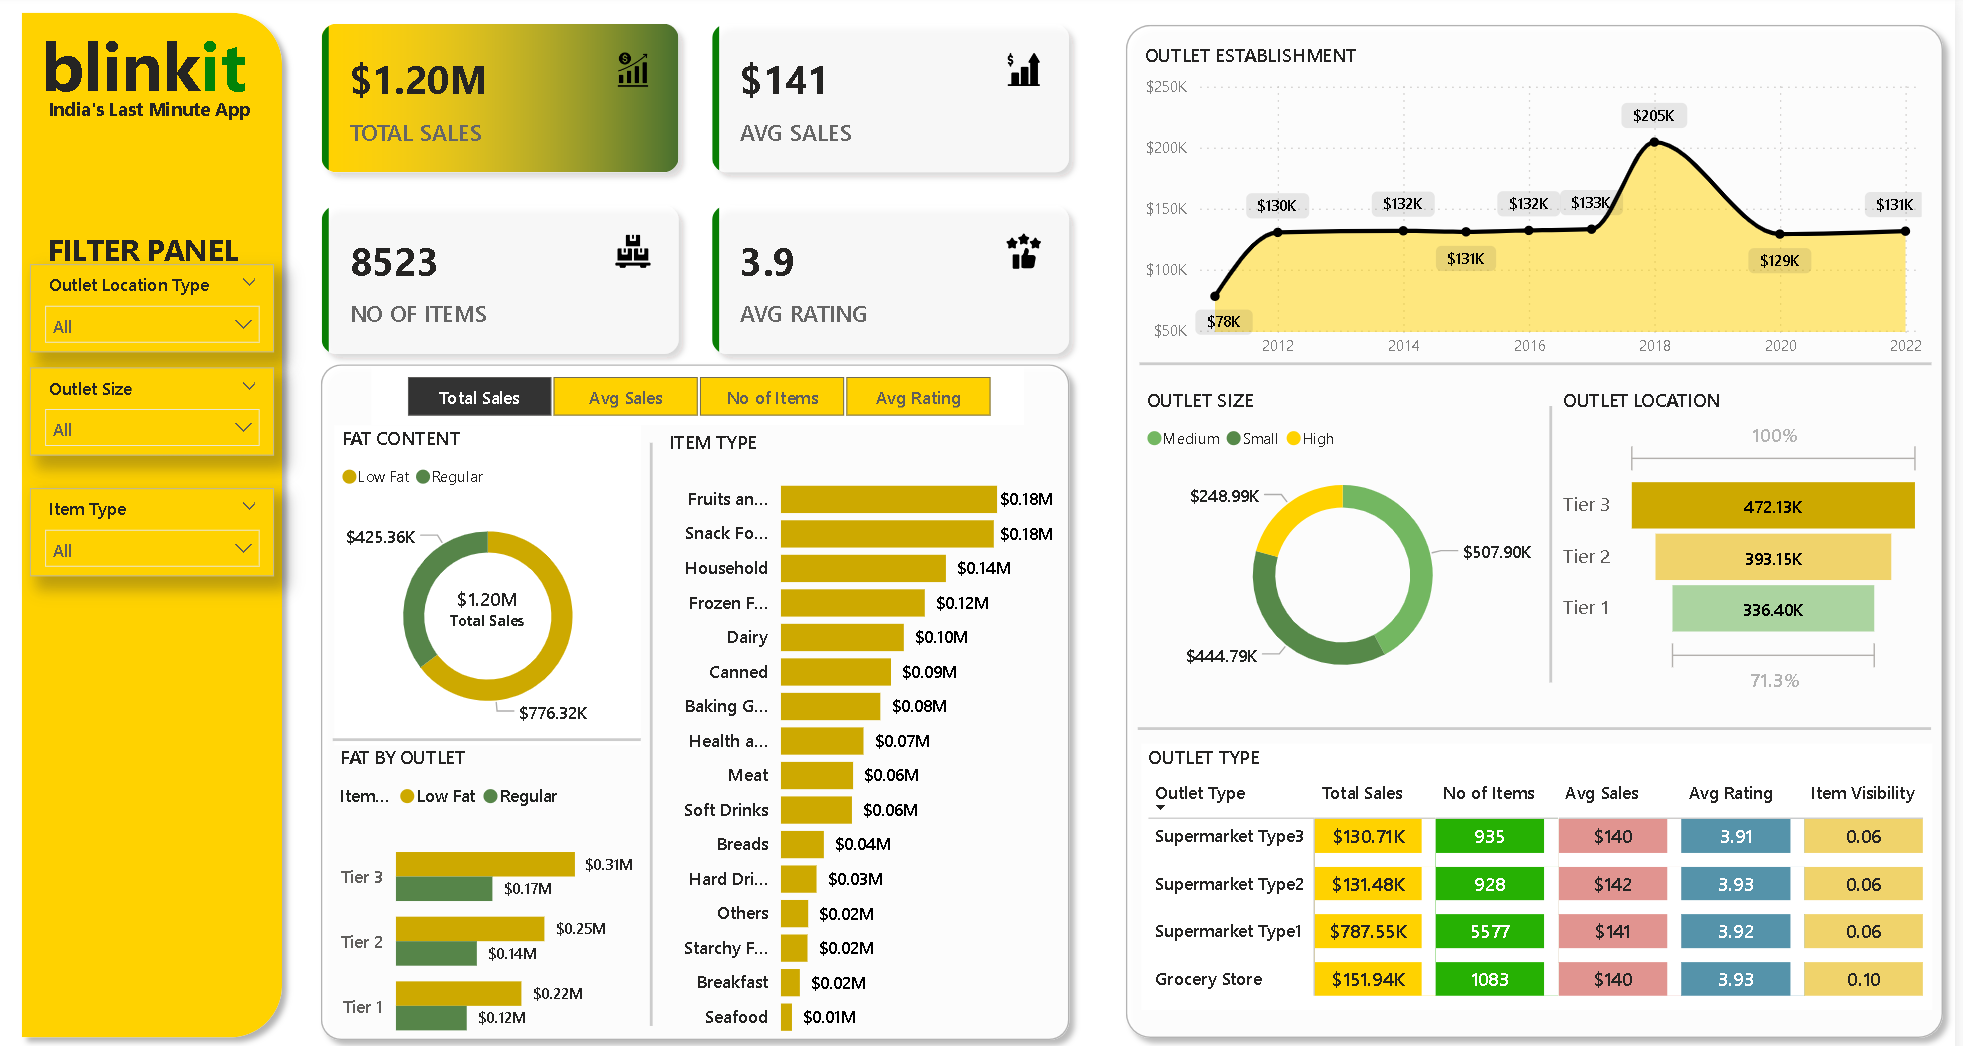 blinkit
India's Last Minute App
FILTER PANEL
Outlet Location Type
All
Outlet Size
All
Item Type
All
$1.20M
TOTAL SALES
$141
AVG SALES
8523
NO OF ITEMS
3.9
AVG RATING
Total Sales
Avg Sales
No of Items
Avg Rating
FAT CONTENT
Low Fat Regular
$425.36K
$1.20M
Total Sales
$776.32K
FAT BY OUTLET
Item... Low Fat Regular
Tier 3
$0.31M
$0.17M
Tier 2
$0.25M
$0.14M
Tier 1
$0.22M
$0.12M
ITEM TYPE
Fruits an... $0.18M
Snack Fo... $0.18M
Household $0.14M
Frozen F... $0.12M
Dairy $0.10M
Canned $0.09M
Baking G... $0.08M
Health a... $0.07M
Meat $0.06M
Soft Drinks $0.06M
Breads $0.04M
Hard Dri... $0.03M
Others $0.02M
Starchy F... $0.02M
Breakfast $0.02M
Seafood $0.01M
OUTLET ESTABLISHMENT
$250K
$200K
$150K
$100K
$50K
$78K
$130K
$132K
$131K
$132K
$133K
$205K
$129K
$131K
2012 2014 2016 2018 2020 2022
OUTLET SIZE
Medium Small High
$248.99K
$507.90K
$444.79K
OUTLET LOCATION
100%
Tier 3 472.13K
Tier 2 393.15K
Tier 1 336.40K
71.3%
OUTLET TYPE
Outlet Type Total Sales No of Items Avg Sales Avg Rating Item Visibility
Supermarket Type3 $130.71K 935 $140 3.91 0.06
Supermarket Type2 $131.48K 928 $142 3.93 0.06
Supermarket Type1 $787.55K 5577 $141 3.92 0.06
Grocery Store $151.94K 1083 $140 3.93 0.10